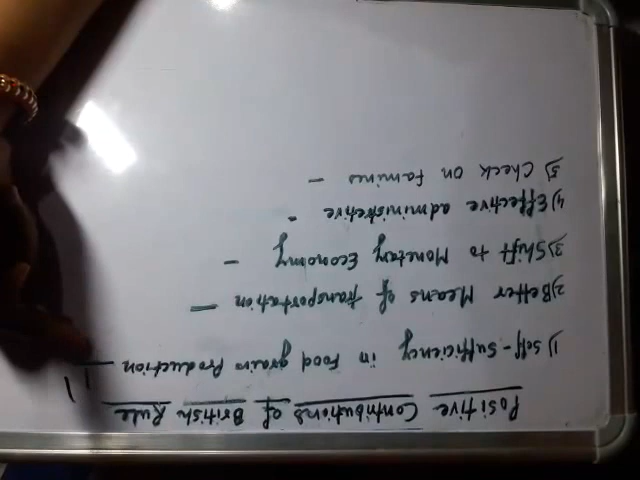 Positive Contributions of British Rule
1) Self-Sufficiency in Food grain Production
2) Better Means of transportation -
3) Shift to Monetary Economy -
4) Effective administrative -
5) Check on famines -